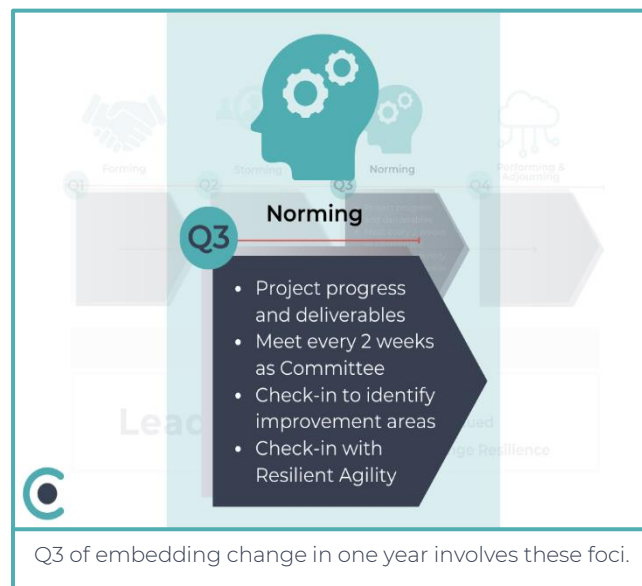 Forming
Storming
Norming
Performing &
Adjourning
Q1
Q2
Q3
Q4
Norming
Q3
• Project progress
and deliverables
• Meet every 2 weeks
as Committee
• Check-in to identify
improvement areas
• Check-in with
Resilient Agility
Lead
Resilience
Q3 of embedding change in one year involves these foci.